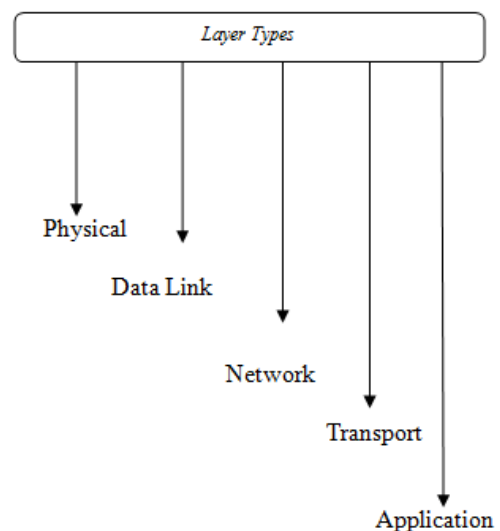 Layer Types
Physical
Data Link
Network
Transport
Application